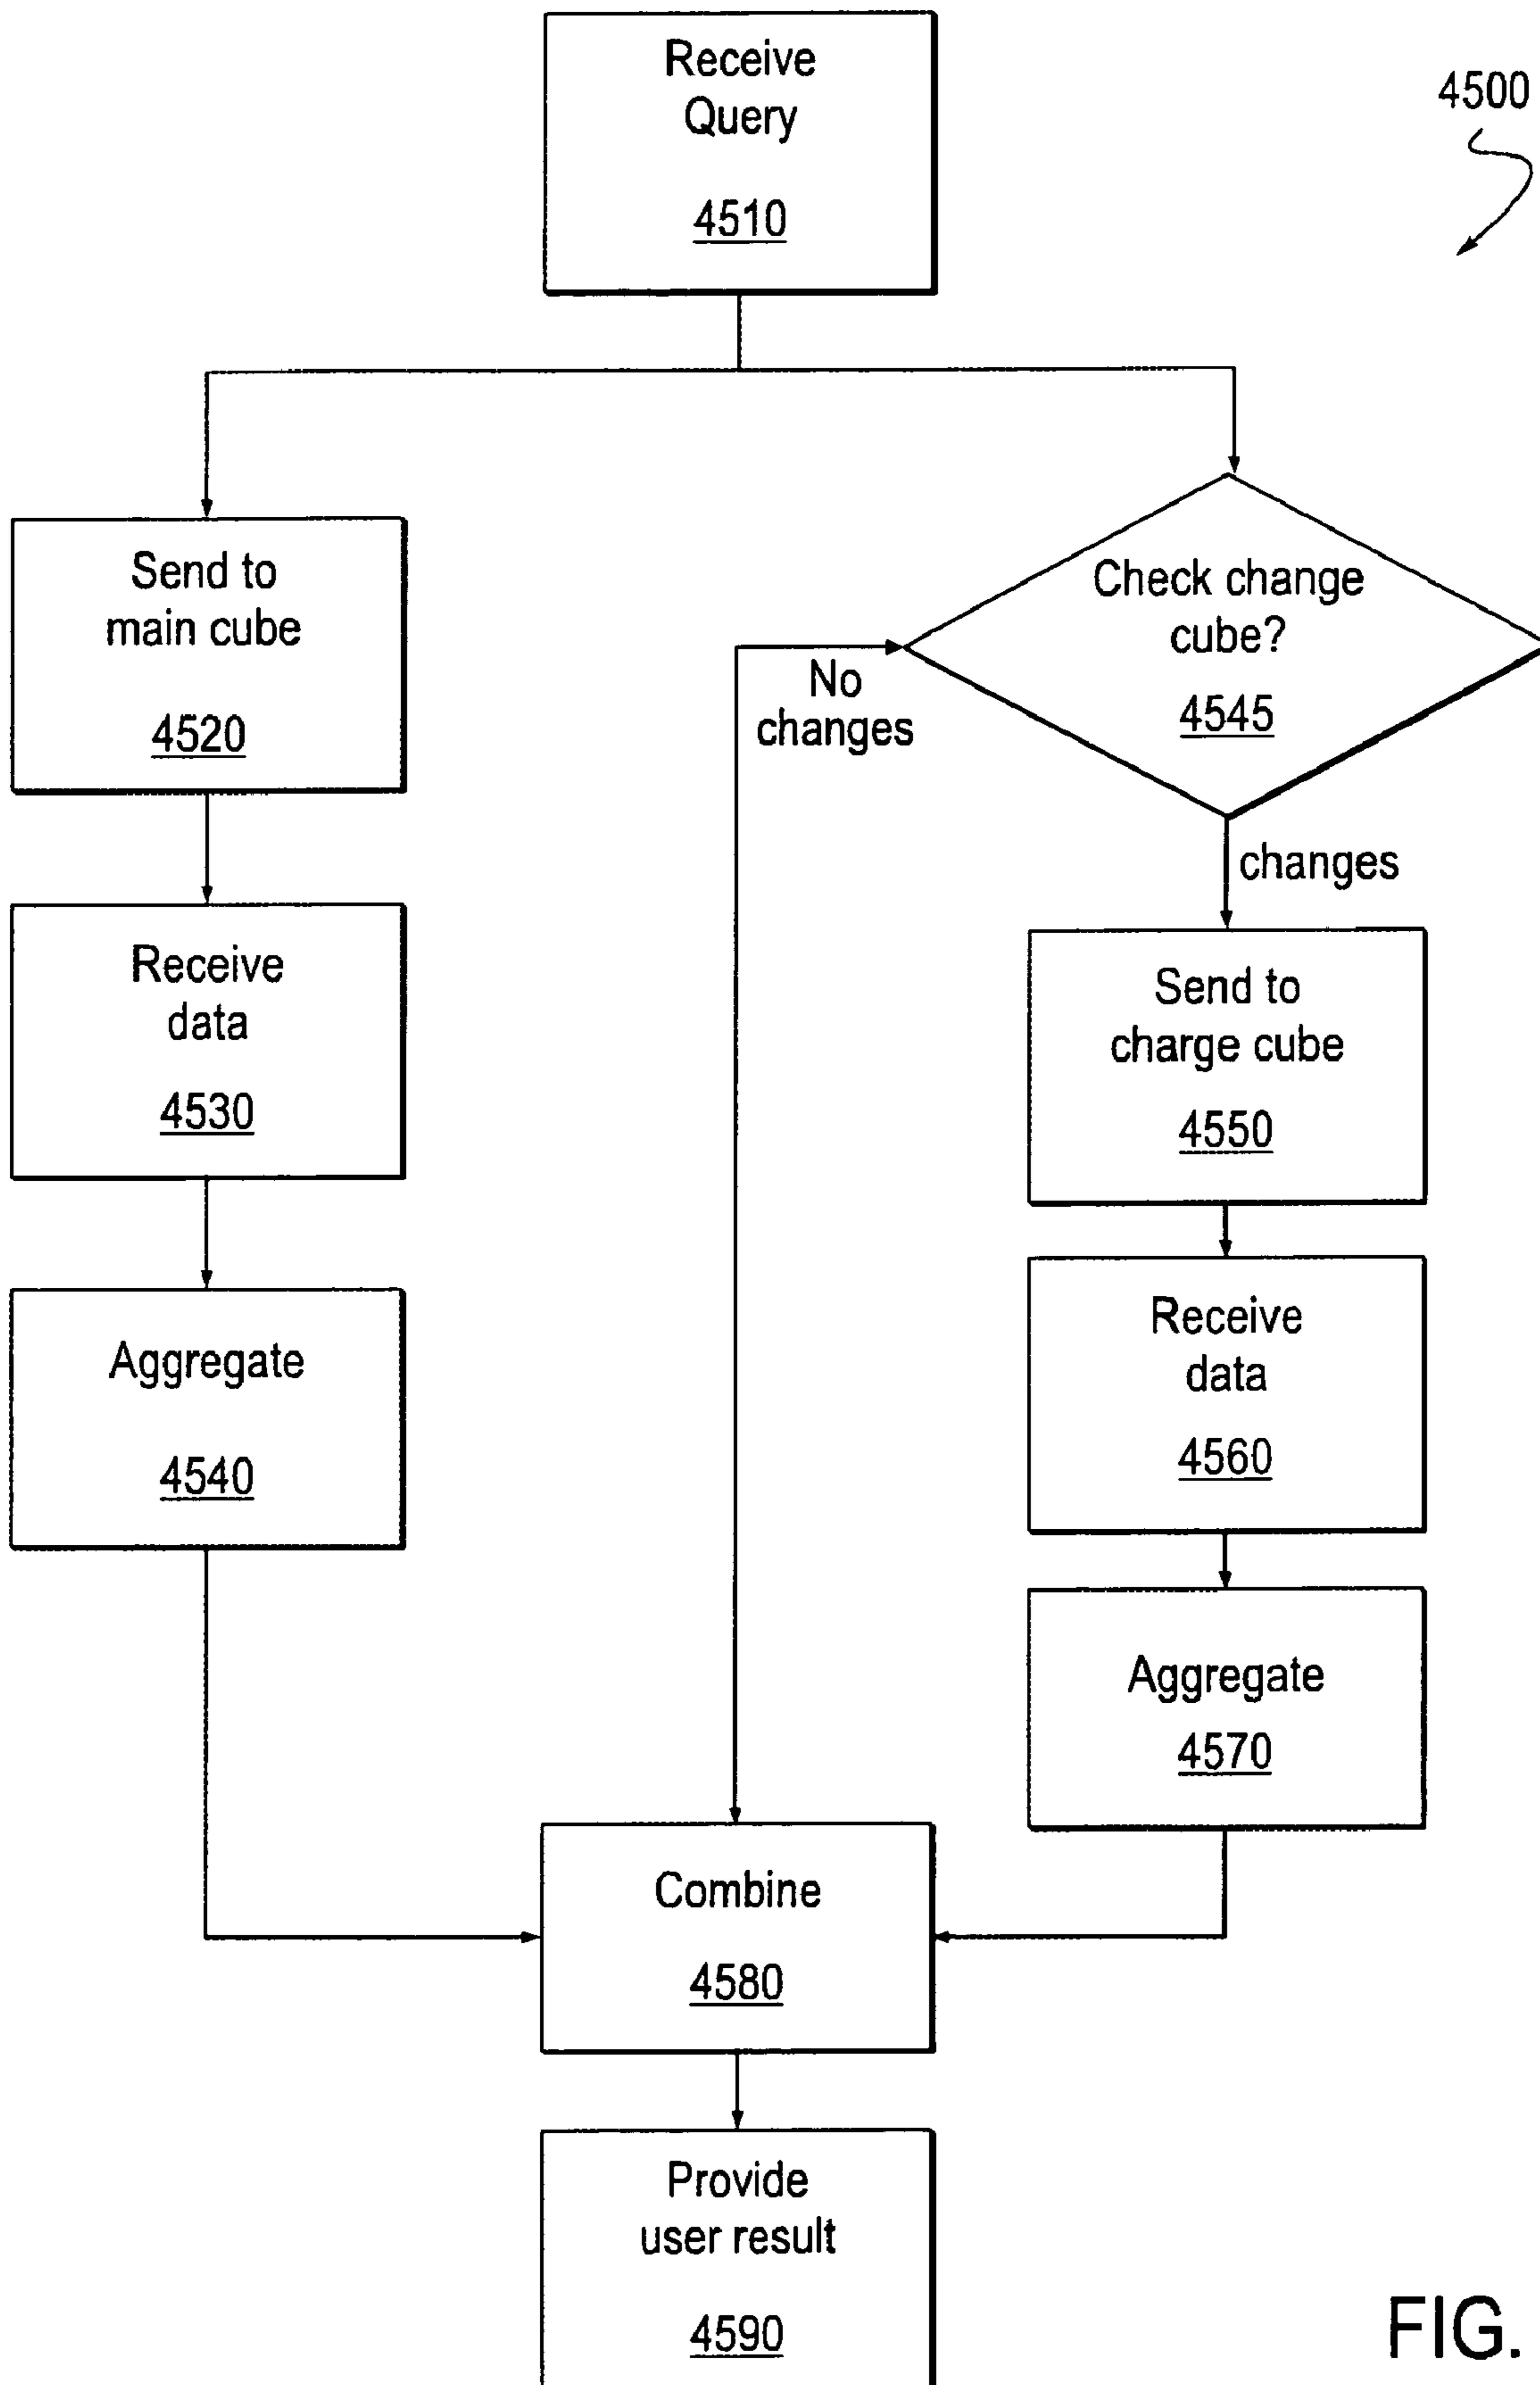 Receive
Query
4510
4500
Send to
main cube
4520
Check change
cube?
4545
No
changes
changes
Receive
data
4530
Send to
charge cube
4550
Aggregate
4540
Receive
data
4560
Aggregate
4570
Combine
4580
Provide
user result
4590
FIG.